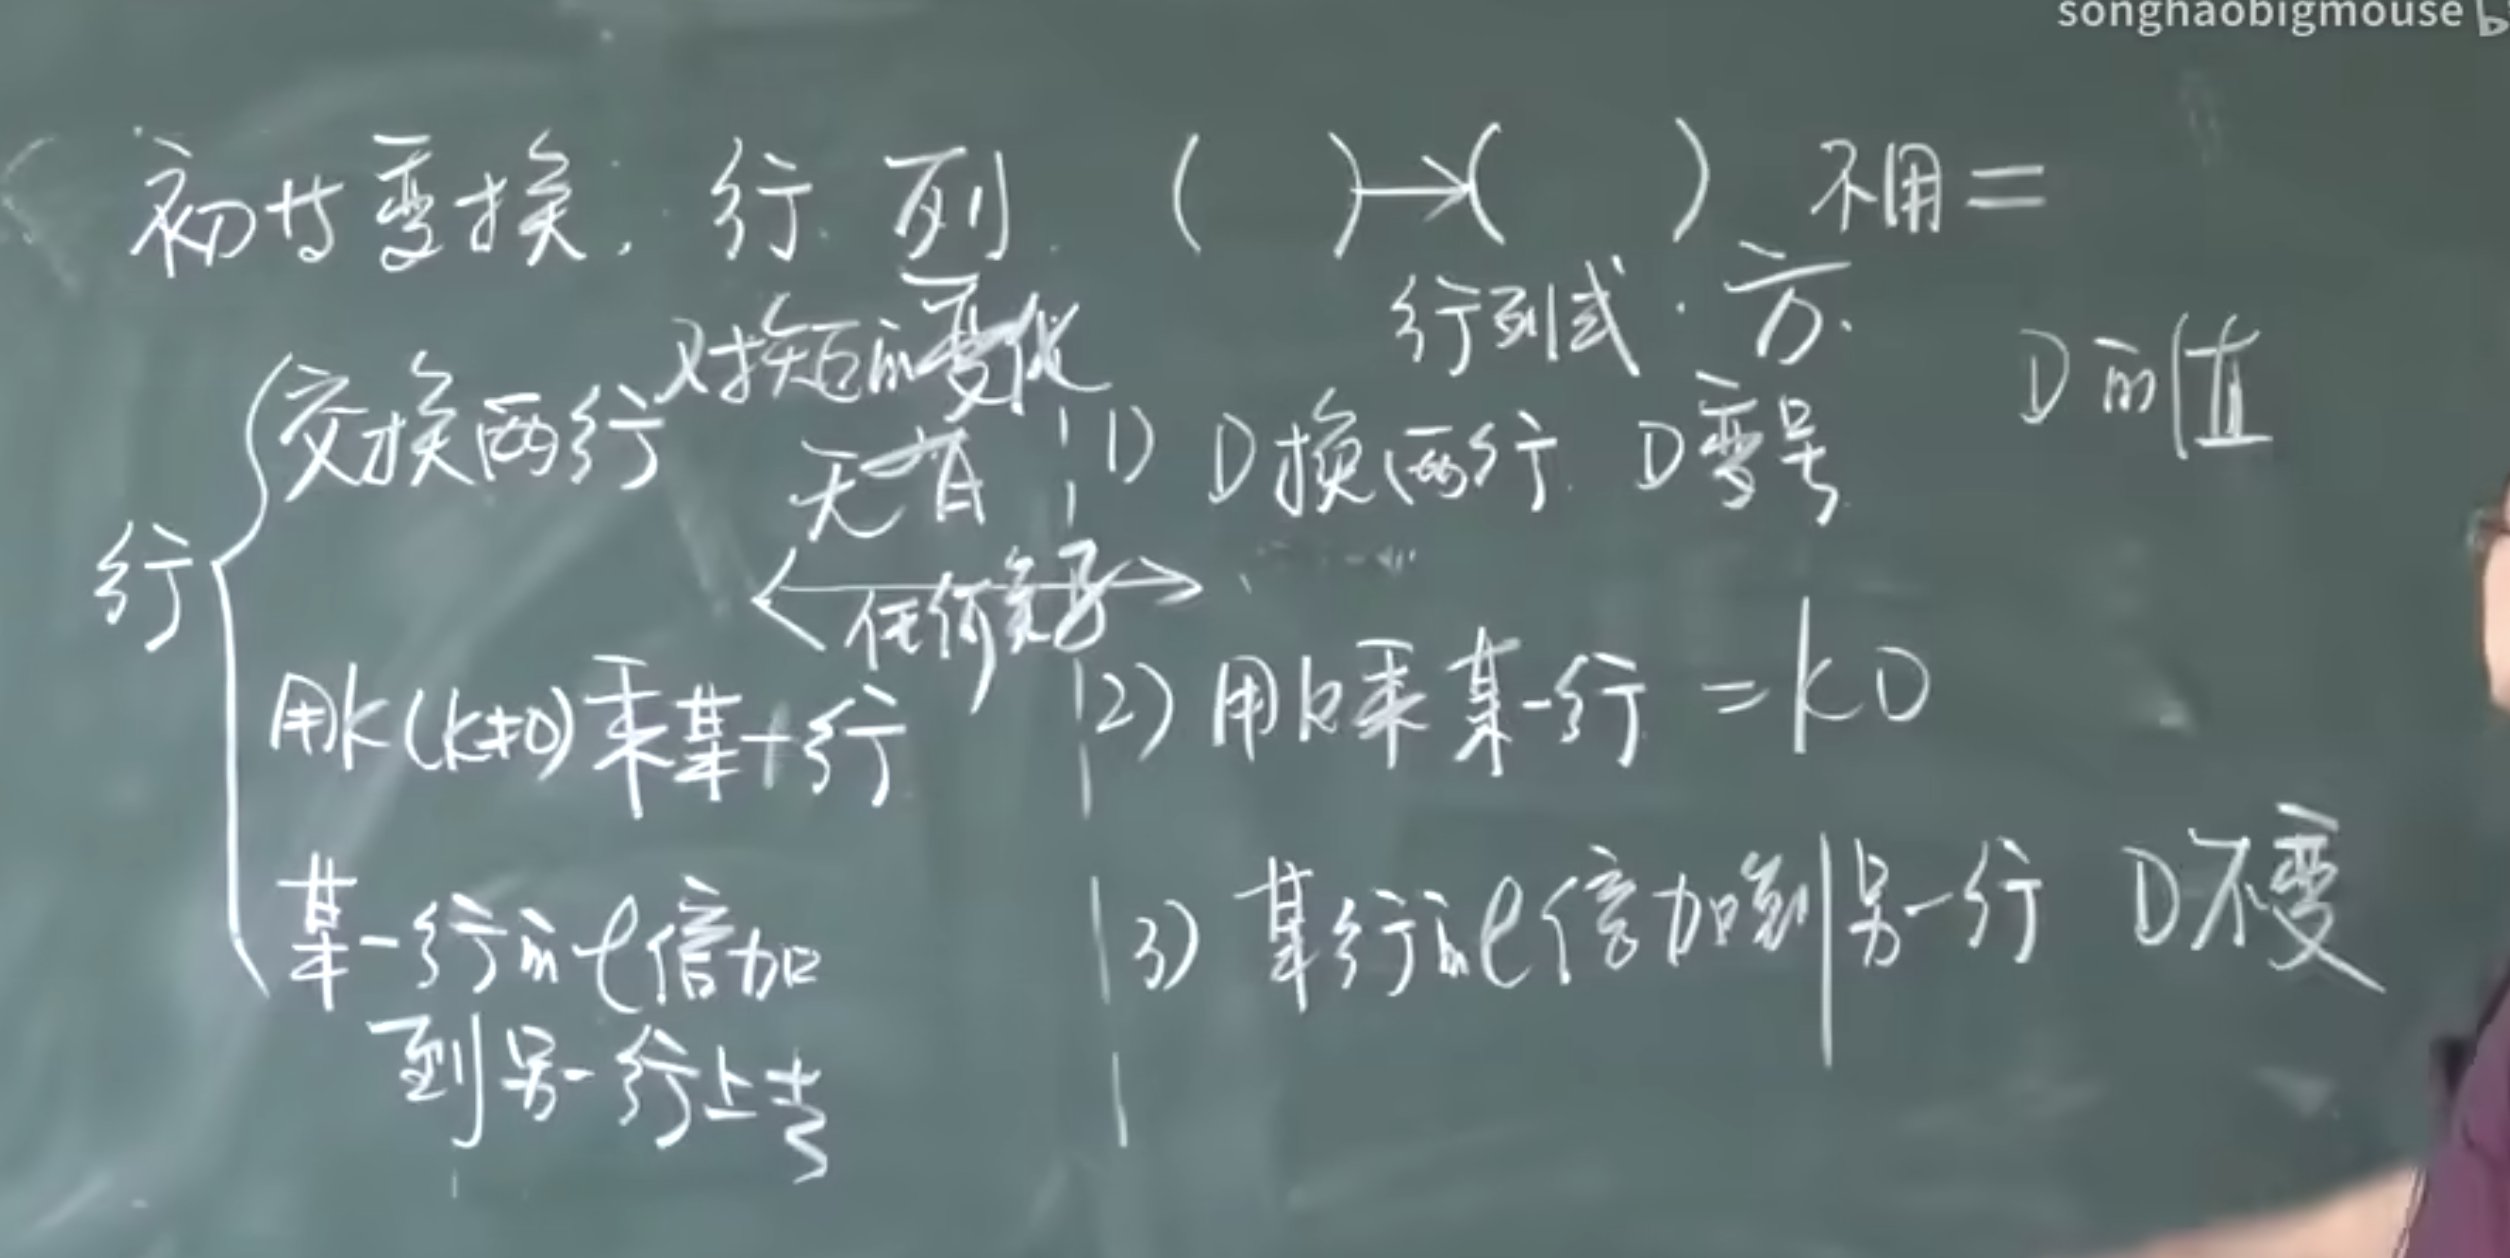 songhaobigmouse
初等变换: 行 列 ( )→( ) 不用=
对矩的变化
行列式. 方.
D的值
行
交换两行
无有
任何关系
1) D换两行 D变号
用k(k≠0)乘某一行
2) 用k乘某一行 =kD
某一行的l倍加
到另一行上去
3) 某行的l倍加到另一行 D不变